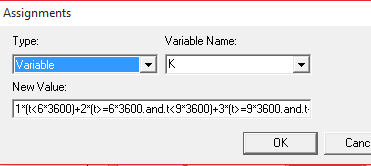 Assignments
Type: Variable Name:
Variable K
New Value:
1*(t<6*3600)+2*(t>=6*3600.and.t<9*3600)+3*(t>=9*3600.and.t
OK Canc